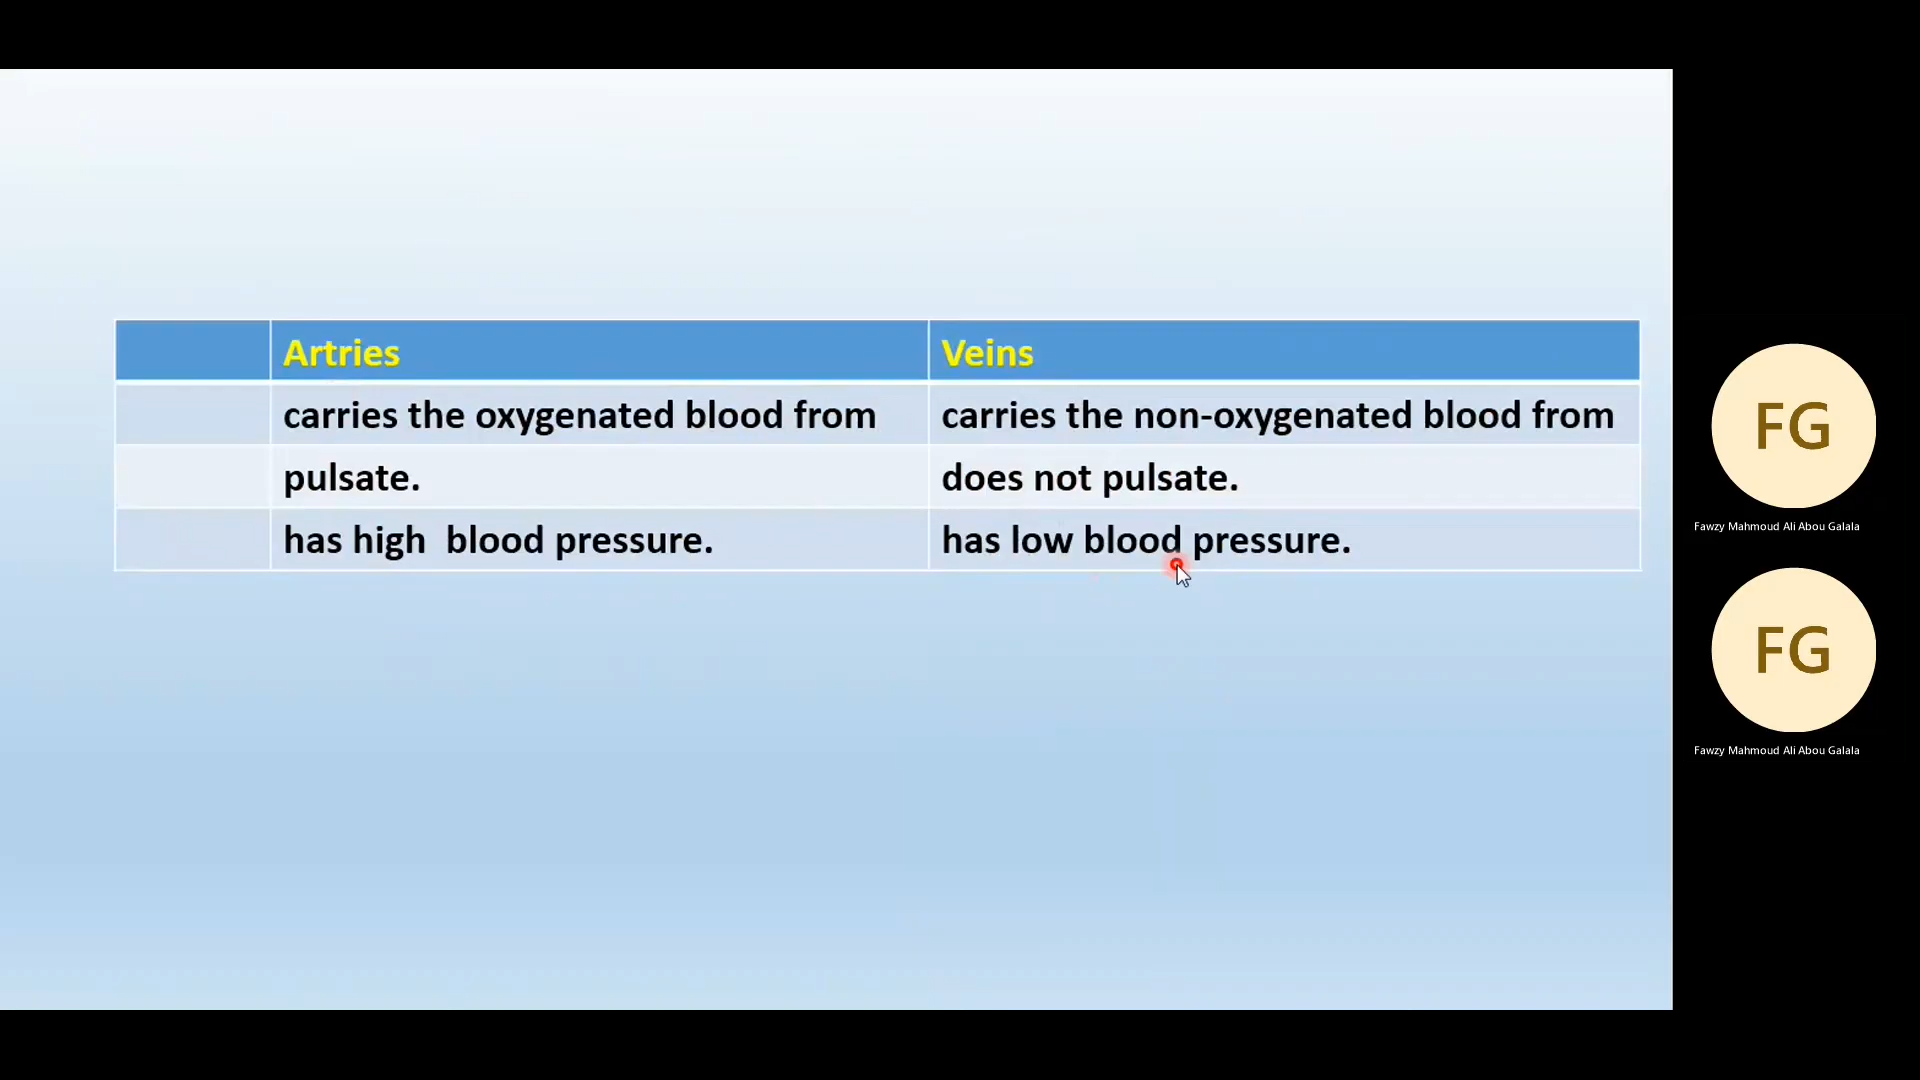 Artries
Veins
carries the oxygenated blood from
carries the non-oxygenated blood from
pulsate.
does not pulsate.
has high  blood pressure.
has low blood pressure.
FG
Fawzy Mahmoud Ali Abou Galala
FG
Fawzy Mahmoud Ali Abou Galala